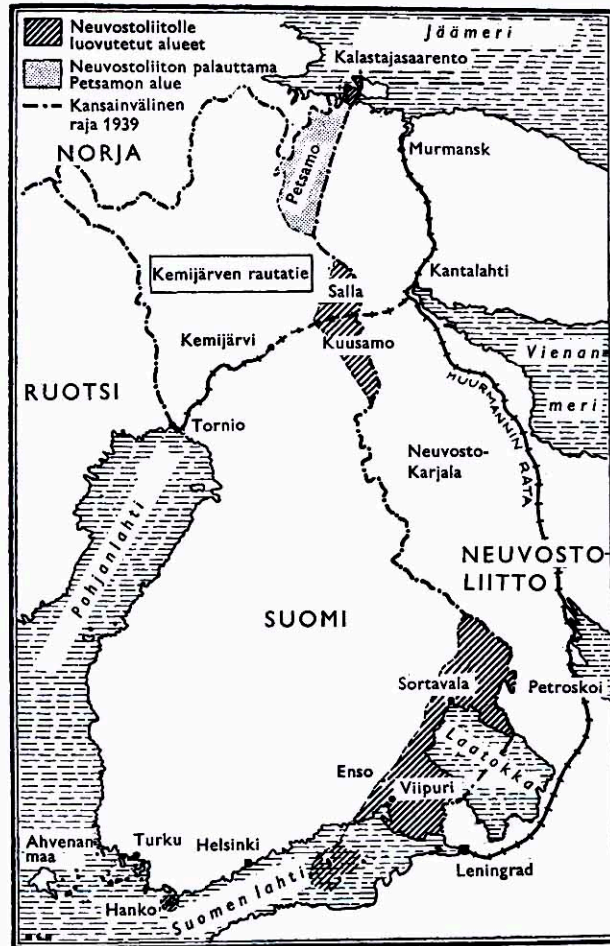 Neuvostoliitolle
luovutetut alueet
Neuvostoliiton palauttama
Petsamon alue
Kansainvälinen
raja 1939
Jäämeri
Kalastajasaarento
NORJA
Murmansk
Petsamo
Kemijärven rautatie
Kantalahti
Salla
Kemijärvi
Kuusamo
Vienan-
meri
RUOTSI
MUURMANNIN RATA
Tornio
Neuvosto-
Karjala
Pohjanlahti
NEUVOSTO-
LIITTO
SUOMI
Sortavala
Petroskoi
Laatokka
Enso
Viipuri
Ahvenan-
maa
Turku
Helsinki
Leningrad
Hanko
Suomen lahti